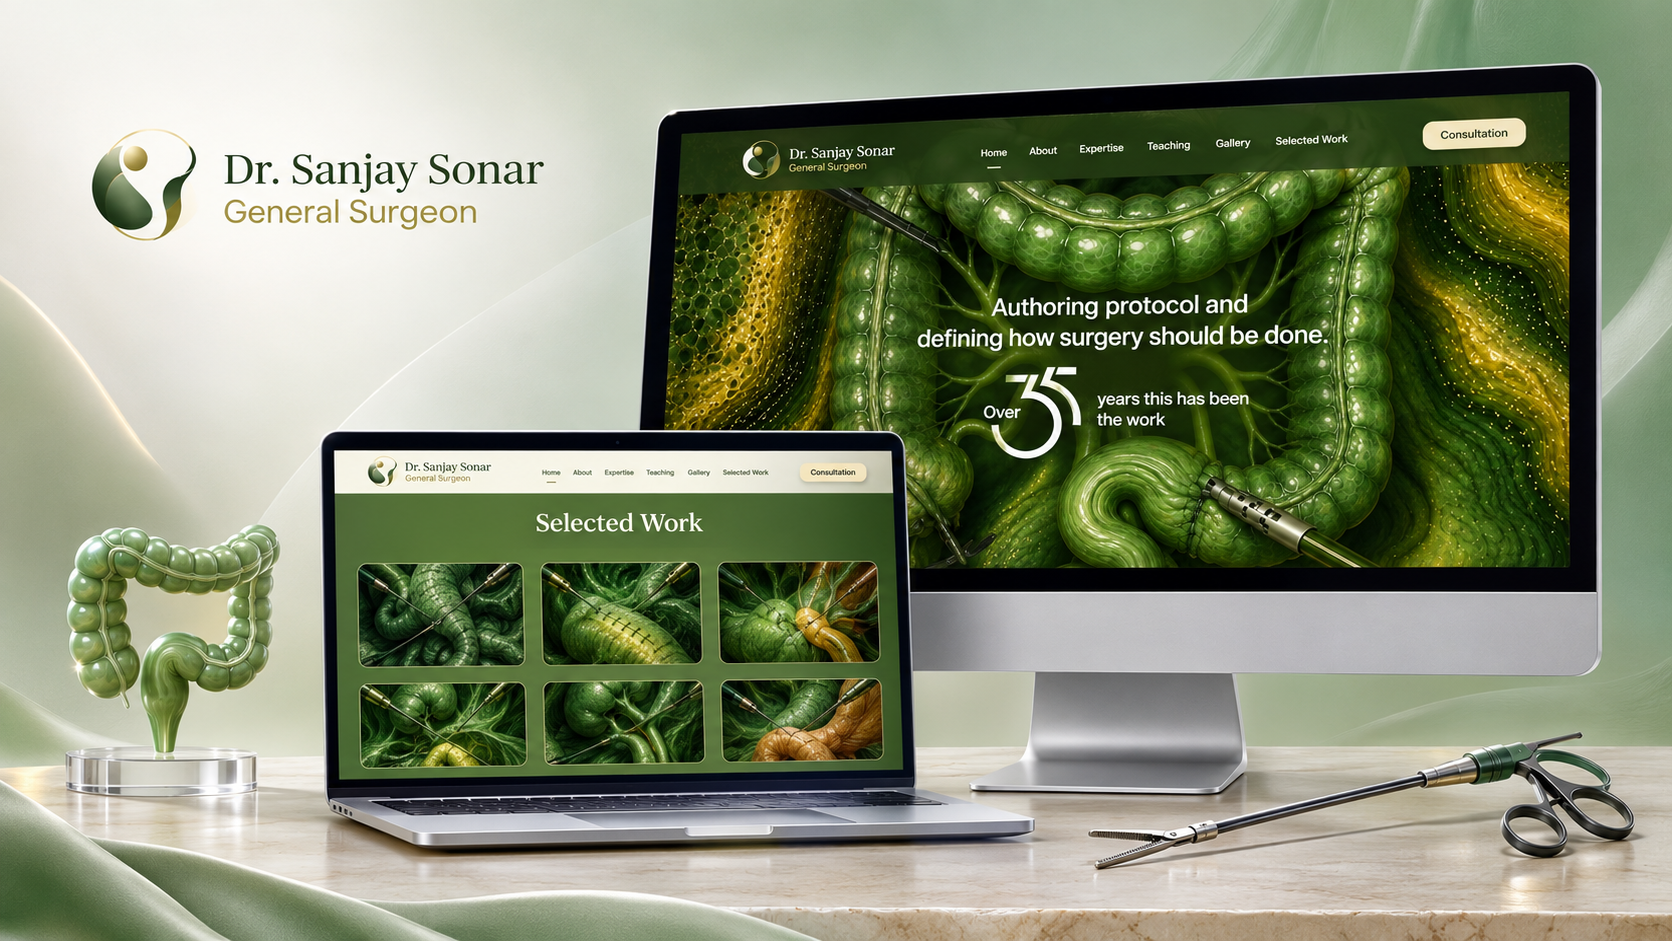 Dr. Sanjay Sonar
General Surgeon
Dr. Sanjay Sonar
General Surgeon
Home About Expertise Teaching Gallery Selected Work Consultation
Authoring protocol and
defining how surgery should be done.
Over 35 years this has been
the work
Dr. Sanjay Sonar
General Surgeon
Home About Expertise Teaching Gallery Selected Work Consultation
Selected Work